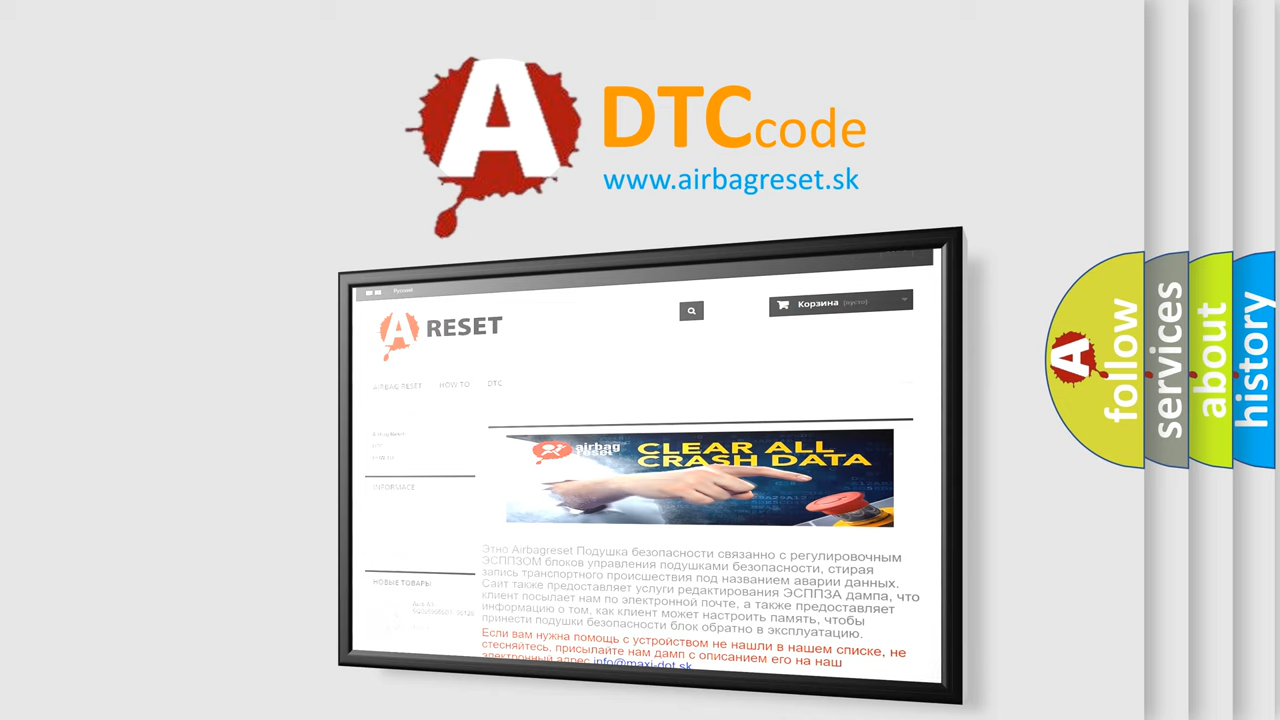 A
DTCcode
www.airbagreset.sk
Русский
A RESET
Корзина (пусто)
AIRBAG RESET HOW TO DTC
Airbag Reset
HOW TO
INFORMACE
airbag
reset
CLEAR ALL
CRASH DATA
Этно Airbagreset Подушка безопасности связанно с регулировочным
ЭСППЗОМ блоков управления подушками безопасности, стирая
запись транспортного происшествия под названием аварии данных.
Сайт также предоставляет услуги редактирования ЭСППЗА дампа, что
клиент посылает нам по электронной почте, а также предоставляет
информацию о том, как клиент может настроить память, чтобы
принести подушки безопасности блок обратно в эксплуатацию.
Если вам нужна помощь с устройством не нашли в нашем списке, не
стесняйтесь, присылайте нам дамп с описанием его на наш
электронный адрес info@maxi-dot.sk
НОВЫЕ ТОВАРЫ
A
follow
services
about
history